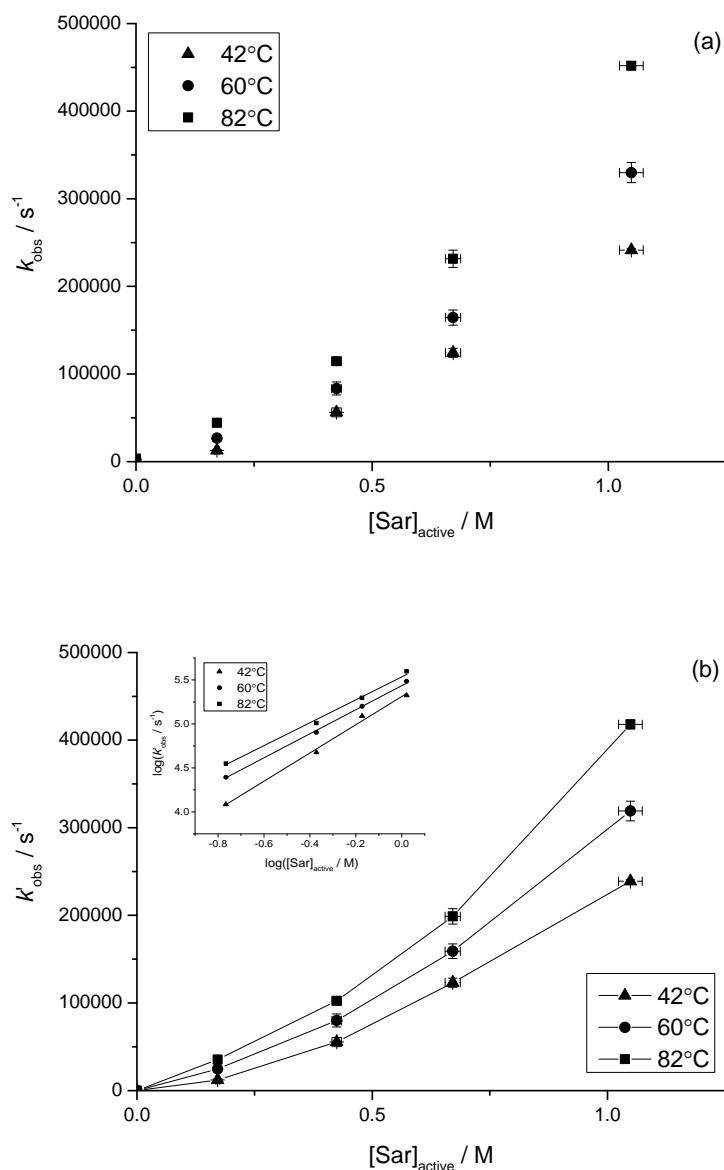 (a)
42°C
60°C
82°C
500000
400000
300000
200000
100000
0
k_obs / s⁻¹
0.0 0.5 1.0
[Sar]_active / M
(b)
42°C
60°C
82°C
5.5
5.0
4.5
4.0
log(k'_obs / s⁻¹)
-0.8 -0.6 -0.4 -0.2 0.0
log([Sar]_active / M)
500000
400000
300000
200000
100000
0
k'_obs / s⁻¹
42°C
60°C
82°C
0.0 0.5 1.0
[Sar]_active / M